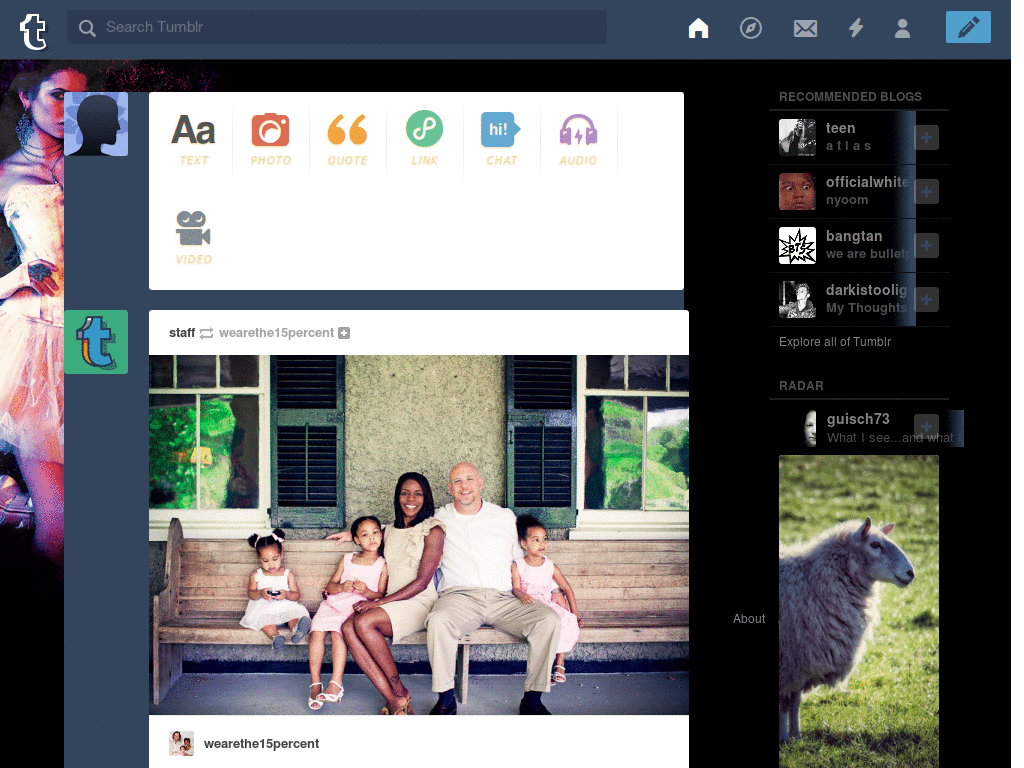 Search Tumblr
Aa
TEXT
PHOTO
QUOTE
LINK
hi!
CHAT
AUDIO
VIDEO
staff wearethe15percent
wearethe15percent
RECOMMENDED BLOGS
teen
a t l a s
officialwhite
nyoom
BTS
bangtan
we are bullet
darkistoolig
My Thoughts
Explore all of Tumblr
RADAR
guisch73
What I see...and what I
About